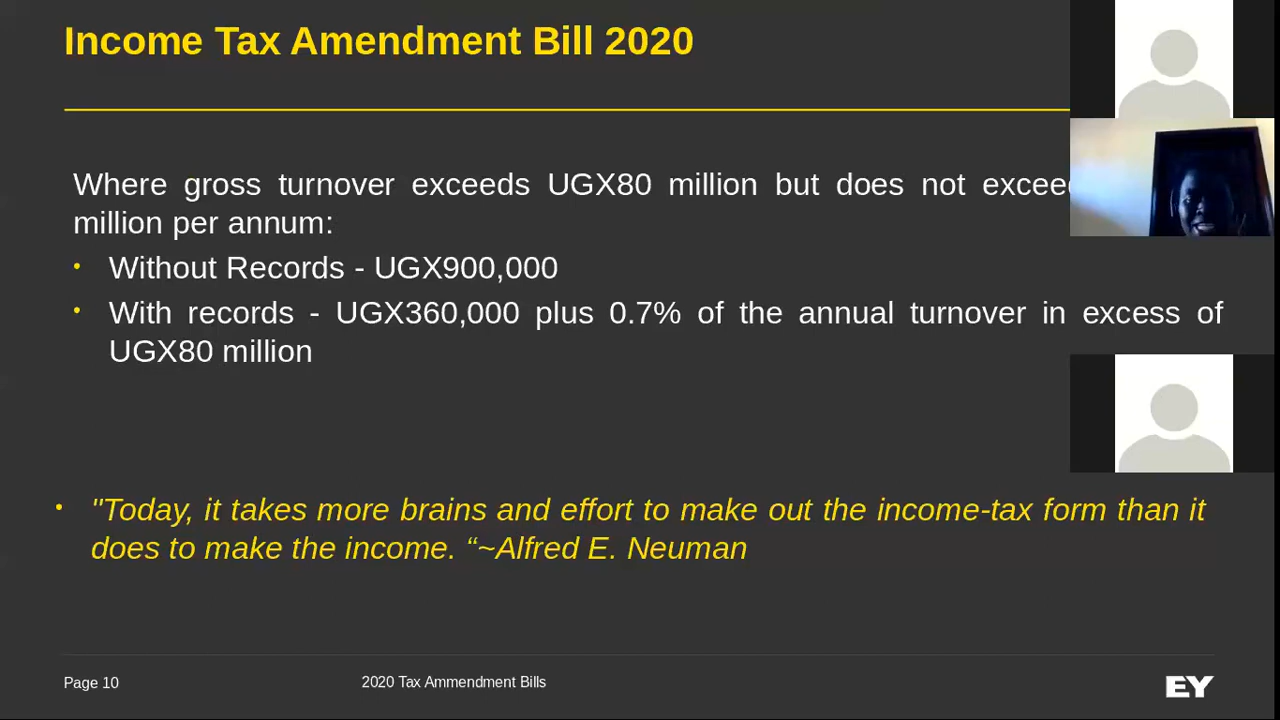 Income Tax Amendment Bill 2020
Where gross turnover exceeds UGX80 million but does not
million per annum:
• Without Records - UGX900,000
• With records - UGX360,000 plus 0.7% of the annual turnover in excess of
UGX80 million
• "Today, it takes more brains and effort to make out the income-tax form than it
does to make the income. “~Alfred E. Neuman
Page 10
2020 Tax Ammendment Bills
EY